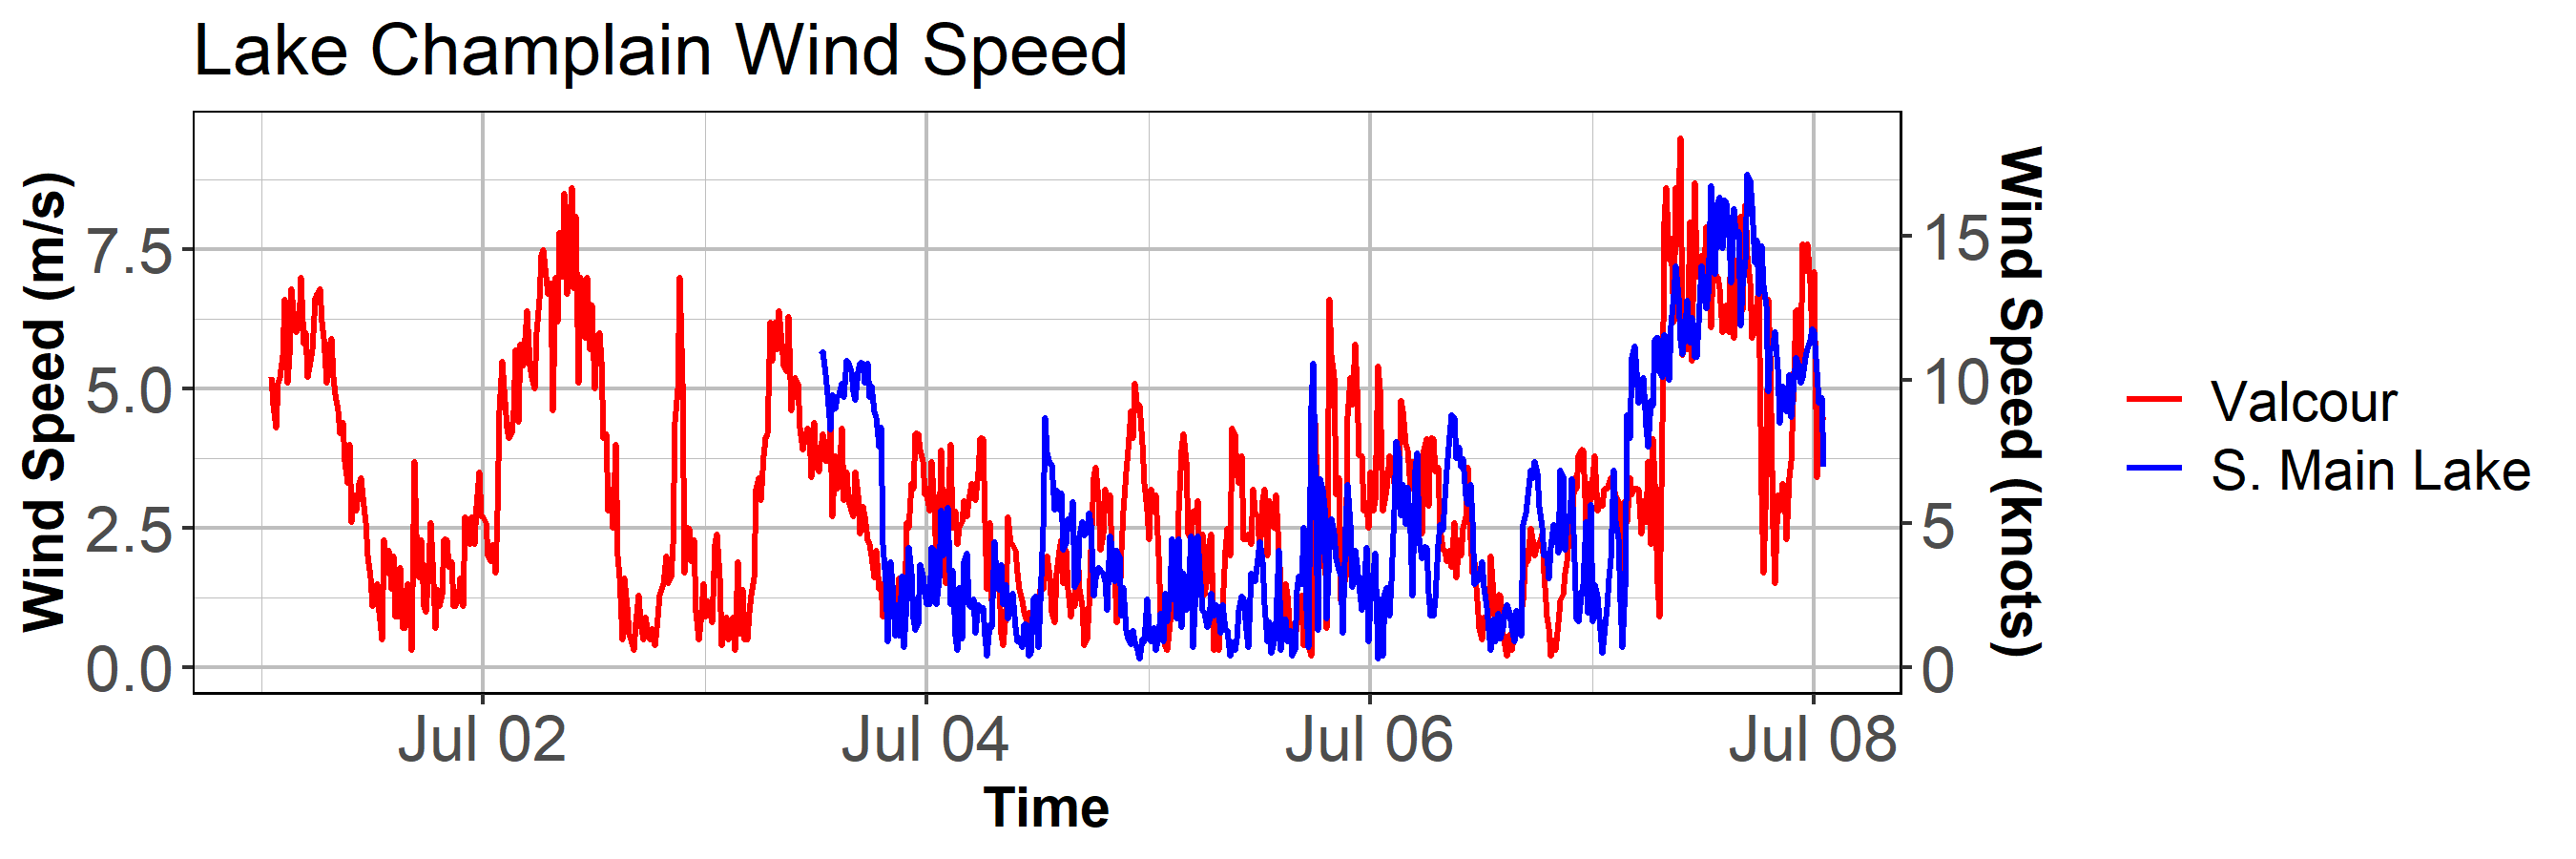 Lake Champlain Wind Speed
Wind Speed (m/s)
7.5
5.0
2.5
0.0
15
10
5
0
Wind Speed (knots)
Jul 02 Jul 04 Jul 06 Jul 08
Time
Valcour
S. Main Lake